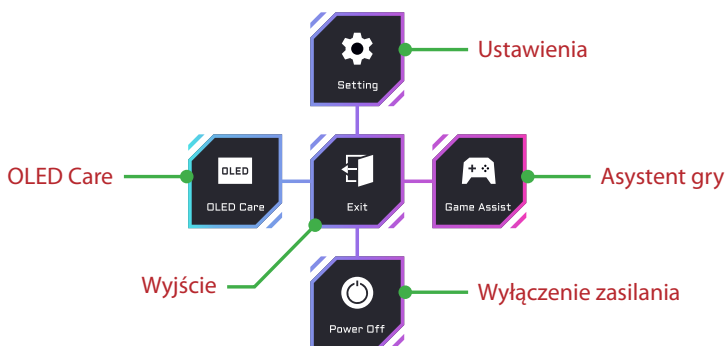 Ustawienia
Setting
OLED Care
OLED
OLED Care
Exit
Game Assist
Asystent gry
Wyjście
Wyłączenie zasilania
Power Off